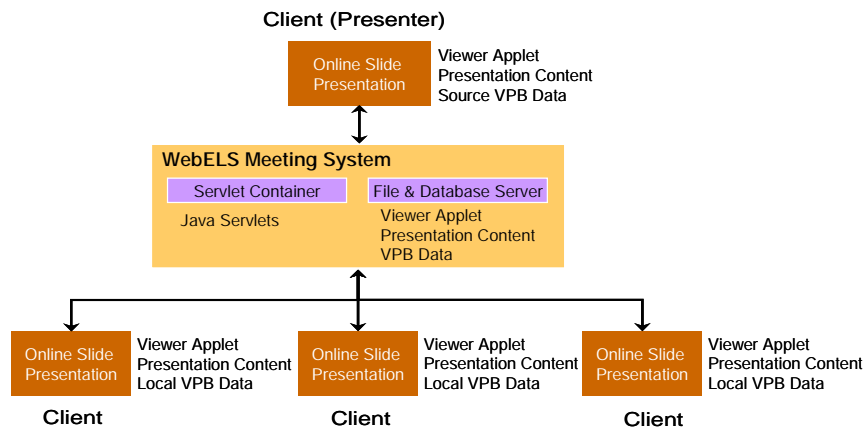 Client (Presenter)
Online Slide
Presentation
Viewer Applet
Presentation Content
Source VPB Data
WebELS Meeting System
Servlet Container
Java Servlets
File & Database Server
Viewer Applet
Presentation Content
VPB Data
Online Slide
Presentation
Viewer Applet
Presentation Content
Local VPB Data
Client
Online Slide
Presentation
Viewer Applet
Presentation Content
Local VPB Data
Client
Online Slide
Presentation
Viewer Applet
Presentation Content
Local VPB Data
Client